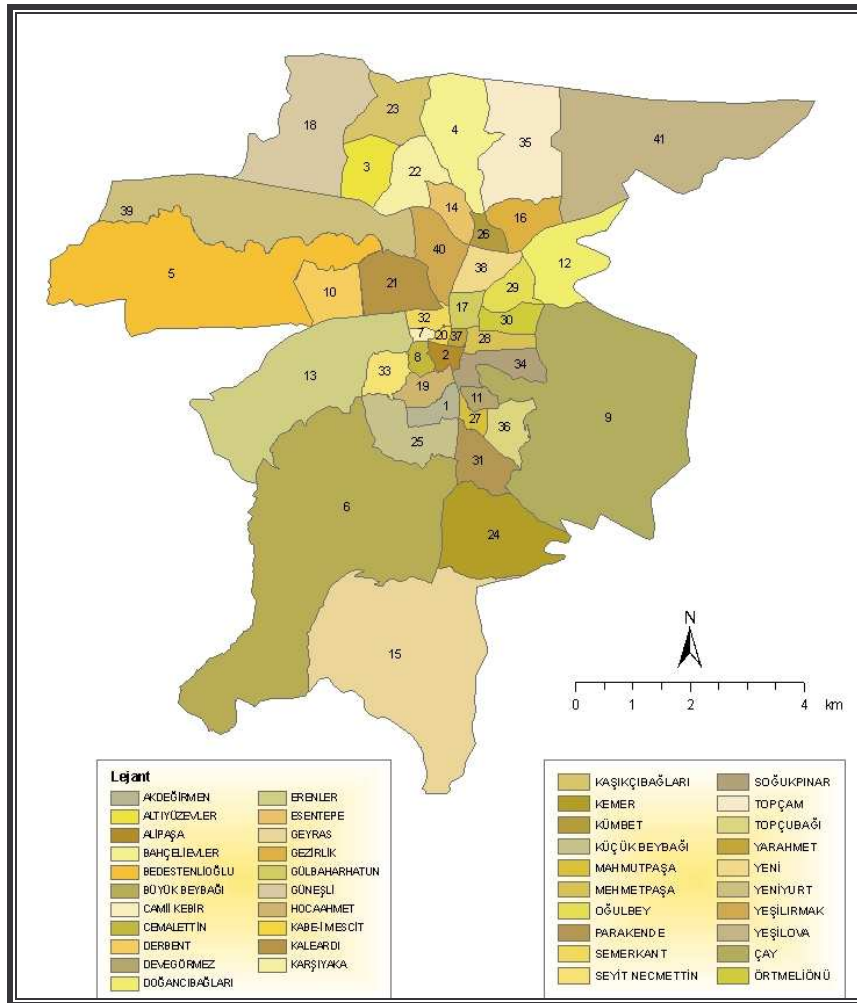 18
23
4
35
41
3
22
14
16
39
40
26
38
12
5
10
21
29
17
30
32
7
20
37
28
2
8
34
33
19
13
11
9
1
27
36
25
31
6
24
15
N
0 1 2 4 km
Lejant
AKDEĞİRMEN
ALTIYÜZEVLER
ALİPAŞA
BAHÇELİEVLER
BEDESTENLİOĞLU
BÜYÜK BEYBAĞI
CAMİİ KEBİR
CEMALETTİN
DERBENT
DEVEGÖRMEZ
DOĞANCIBAĞLARI
ERENLER
ESENTEPE
GEYRAS
GEZİRLİK
GÜLBAHARHATUN
GÜNEŞLİ
HOCAAHMET
KABE-İ MESCİT
KALEARDI
KARŞIYAKA
KAŞIKÇIBAĞLARI
KEMER
KÜMBET
KÜÇÜK BEYBAĞI
MAHMUTPAŞA
MEHMETPAŞA
OĞULBEY
PARAKENDE
SEMERKANT
SEYİT NECMETTİN
SOĞUKPINAR
TOPÇAM
TOPÇUBAĞI
YARAHMET
YENİ
YENİYURT
YEŞİLIRMAK
YEŞİLOVA
ÇAY
ÖRTMELİÖNÜ